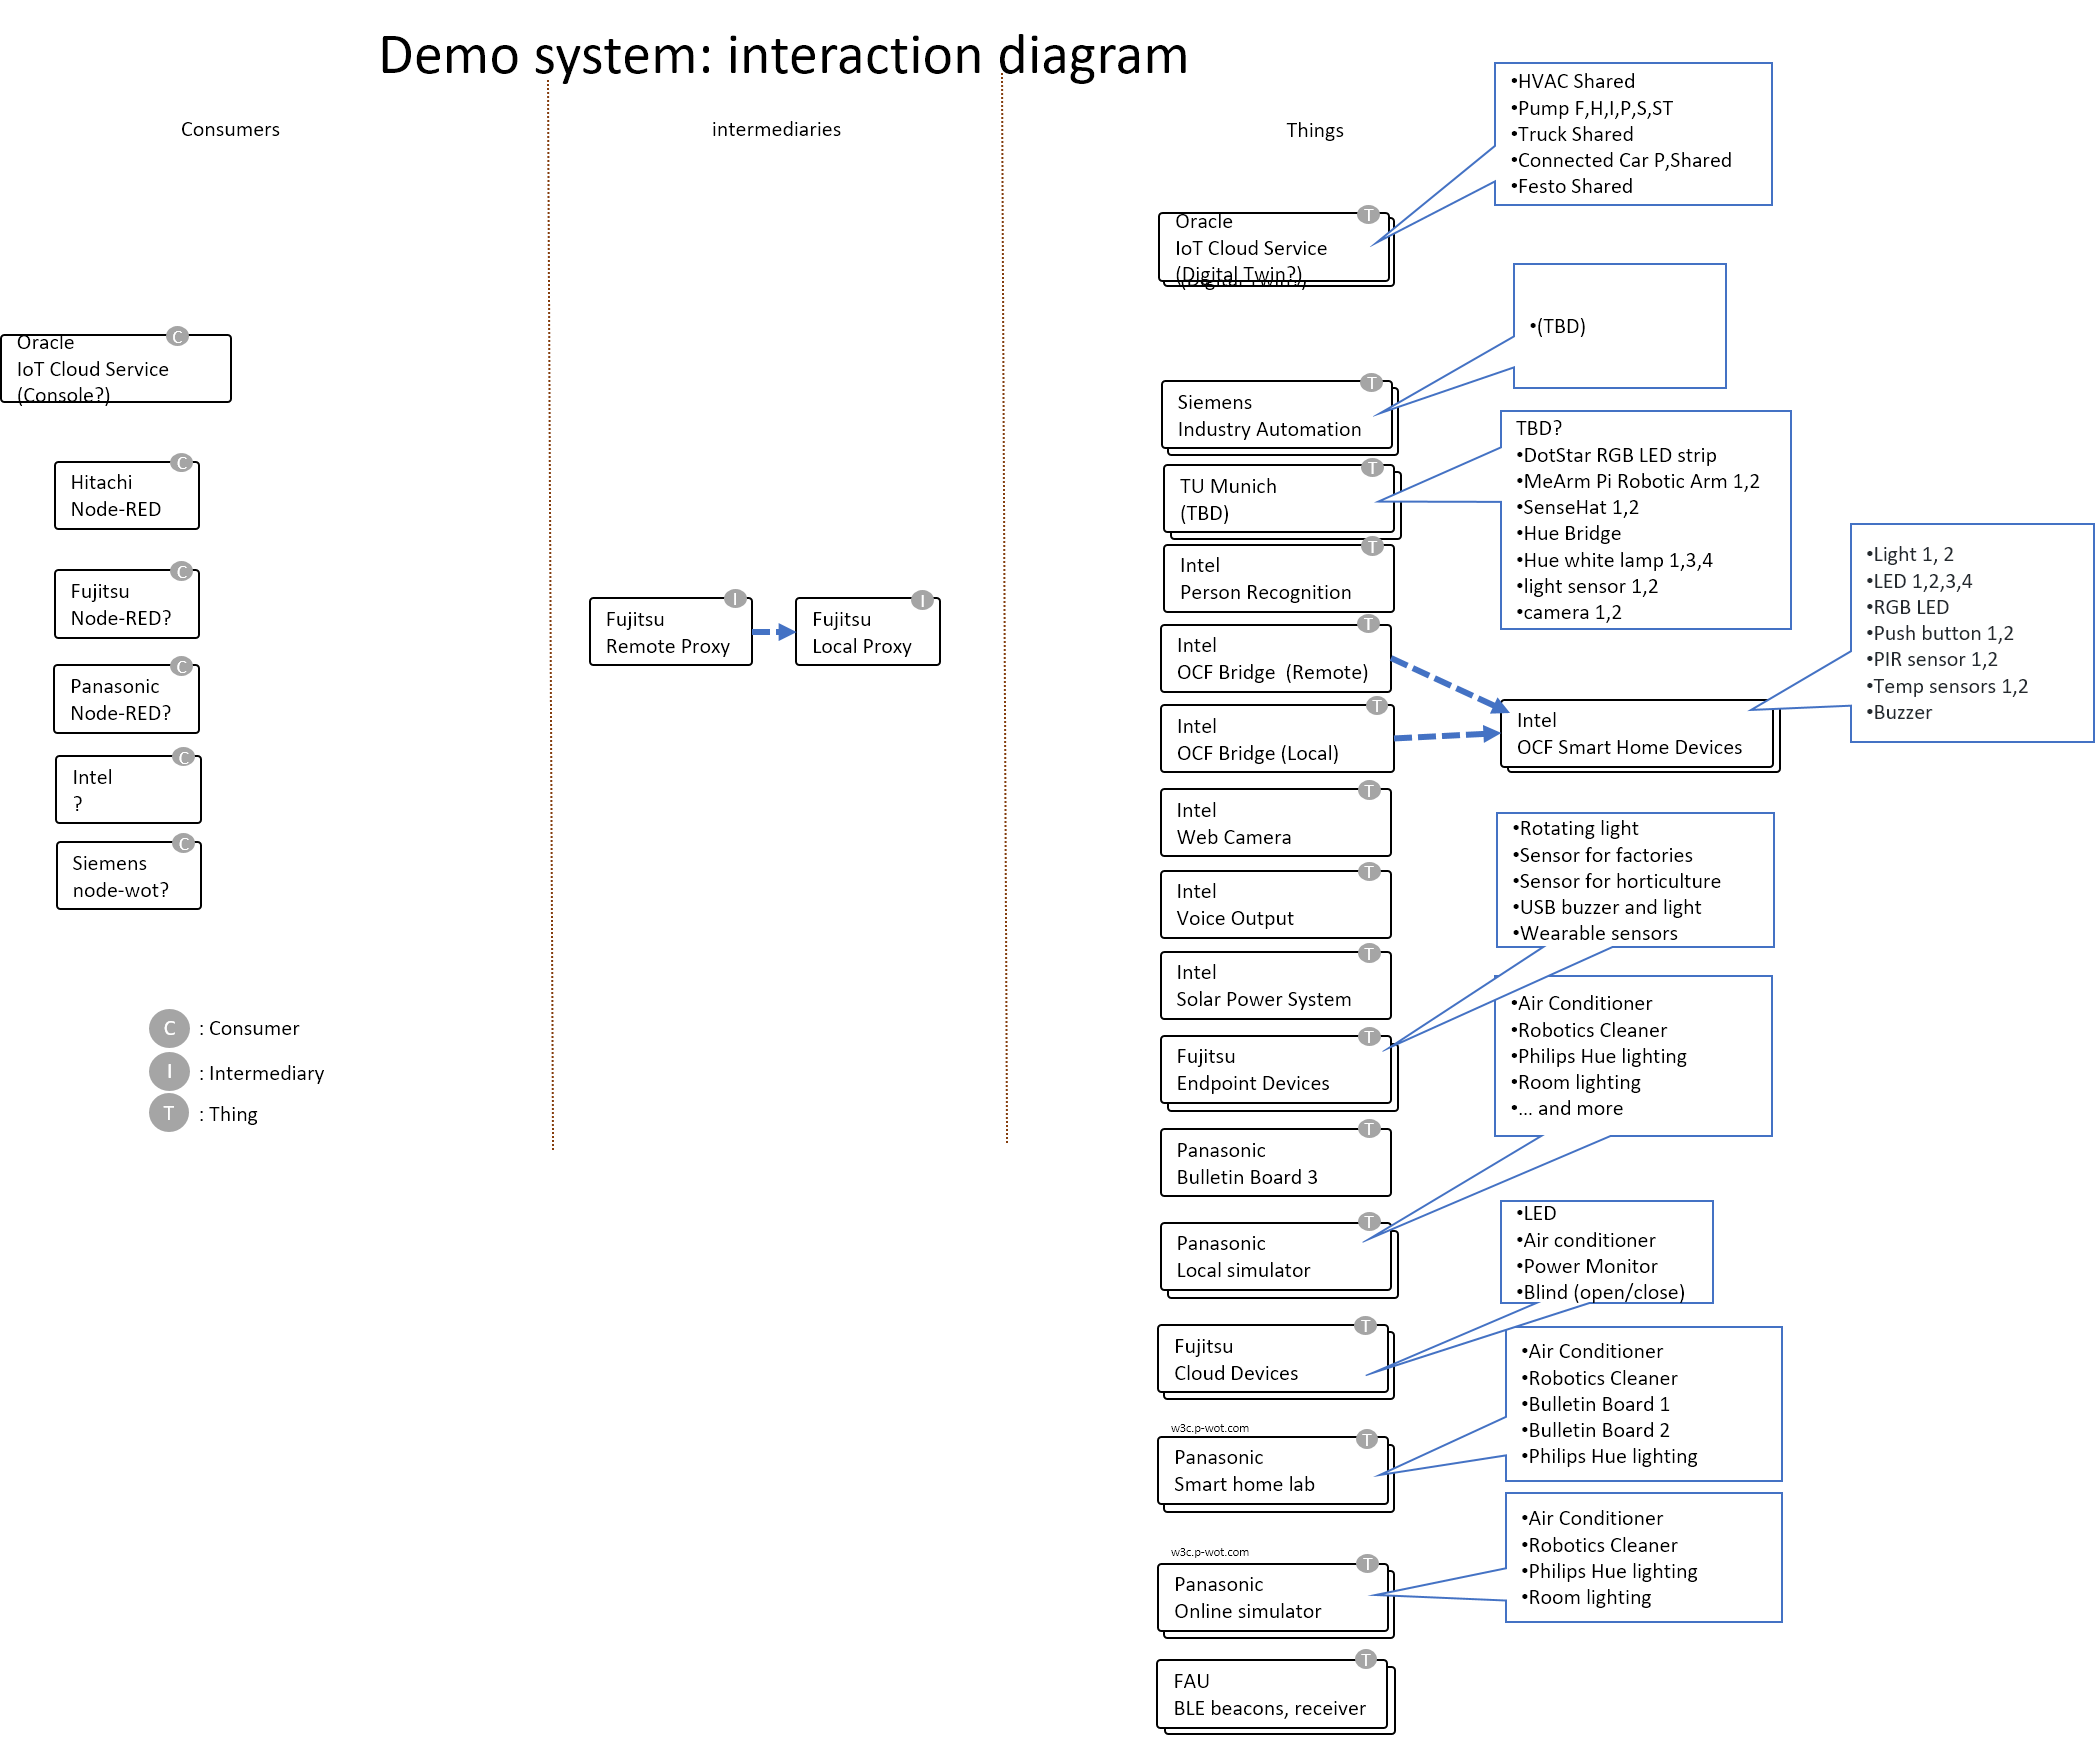 Demo system: interaction diagram
Consumers
intermediaries
Things
C
Oracle
IoT Cloud Service
(Console?)
C
Hitachi
Node-RED
C
Fujitsu
Node-RED?
C
Panasonic
Node-RED?
C
Intel
?
C
Siemens
node-wot?
C : Consumer
I : Intermediary
T : Thing
I
Fujitsu
Remote Proxy
I
Fujitsu
Local Proxy
T
Oracle
IoT Cloud Service
(Digital Twin?)
•HVAC Shared
•Pump F,H,I,P,S,ST
•Truck Shared
•Connected Car P,Shared
•Festo Shared
T
Siemens
Industry Automation
•(TBD)
T
TU Munich
(TBD)
TBD?
•DotStar RGB LED strip
•MeArm Pi Robotic Arm 1,2
•SenseHat 1,2
•Hue Bridge
•Hue white lamp 1,3,4
•light sensor 1,2
•camera 1,2
T
Intel
Person Recognition
T
Intel
OCF Bridge  (Remote)
T
Intel
OCF Bridge (Local)
Intel
OCF Smart Home Devices
•Light 1, 2
•LED 1,2,3,4
•RGB LED
•Push button 1,2
•PIR sensor 1,2
•Temp sensors 1,2
•Buzzer
T
Intel
Web Camera
T
Intel
Voice Output
T
Intel
Solar Power System
T
Fujitsu
Endpoint Devices
•Rotating light
•Sensor for factories
•Sensor for horticulture
•USB buzzer and light
•Wearable sensors
T
Panasonic
Bulletin Board 3
T
Panasonic
Local simulator
•Air Conditioner
•Robotics Cleaner
•Philips Hue lighting
•Room lighting
•... and more
T
Fujitsu
Cloud Devices
•LED
•Air conditioner
•Power Monitor
•Blind (open/close)
w3c.p-wot.com
T
Panasonic
Smart home lab
•Air Conditioner
•Robotics Cleaner
•Bulletin Board 1
•Bulletin Board 2
•Philips Hue lighting
w3c.p-wot.com
T
Panasonic
Online simulator
•Air Conditioner
•Robotics Cleaner
•Philips Hue lighting
•Room lighting
T
FAU
BLE beacons, receiver